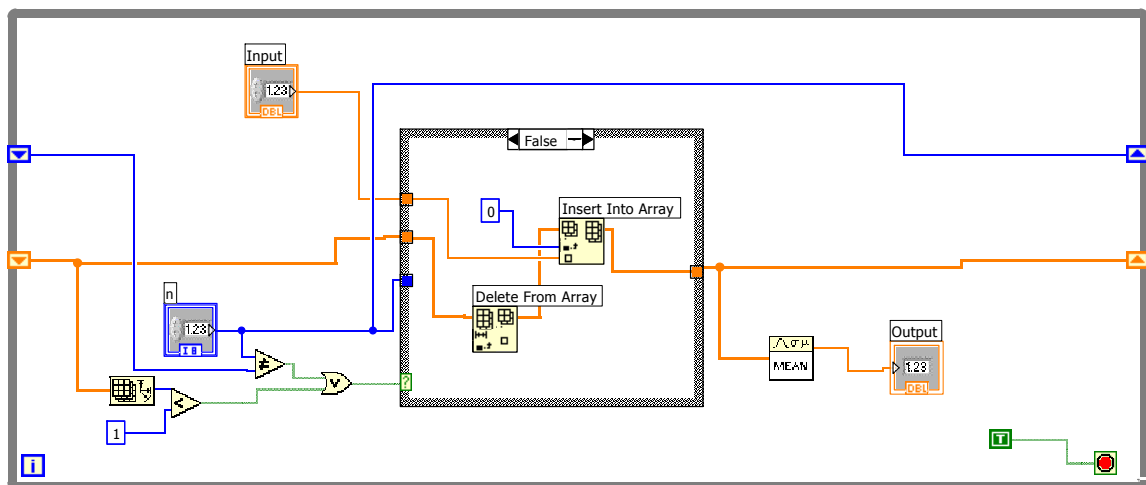 Input
1.23
DBL
False
0
Insert Into Array
n
1.23
I8
Delete From Array
≠
<
V
?
1
MEAN
Output
1.23
DBL
T
i